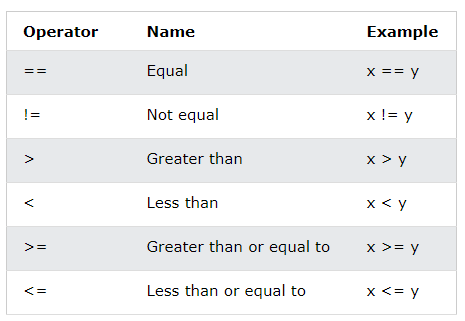 Operator Name Example
== Equal x == y
!= Not equal x != y
> Greater than x > y
< Less than x < y
>= Greater than or equal to x >= y
<= Less than or equal to x <= y